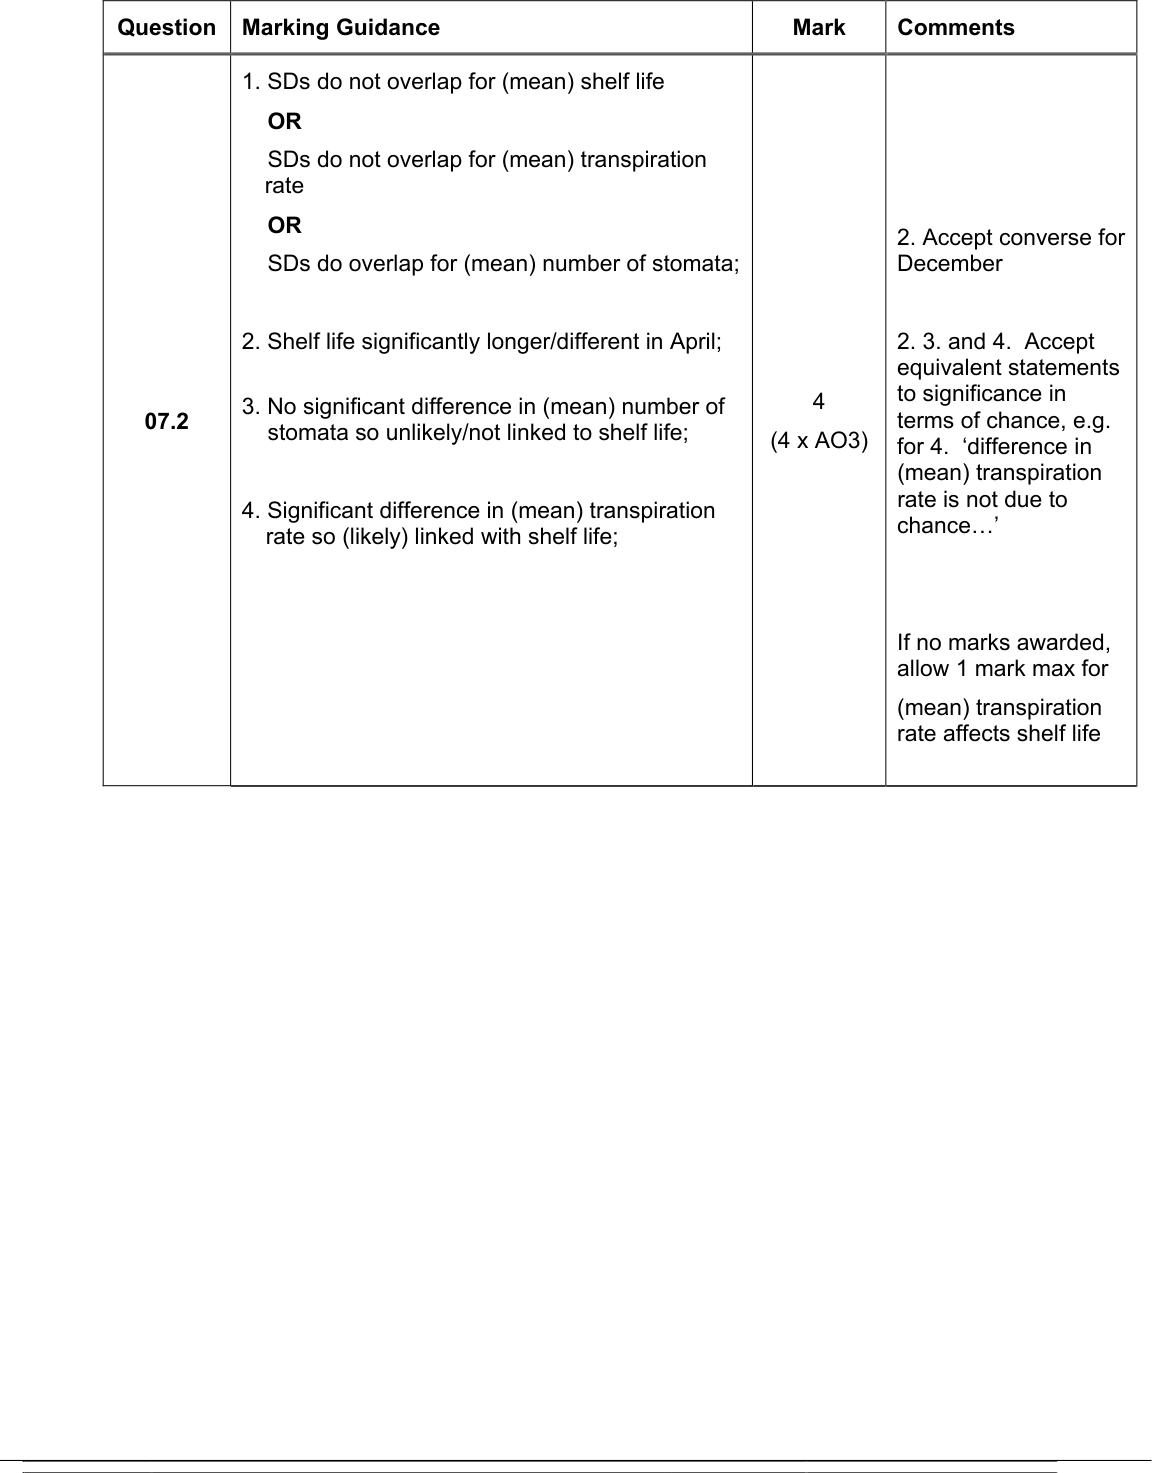 Question Marking Guidance Mark Comments
1. SDs do not overlap for (mean) shelf life
OR
SDs do not overlap for (mean) transpiration
rate
OR
SDs do overlap for (mean) number of stomata;
2. Shelf life significantly longer/different in April;
3. No significant difference in (mean) number of
stomata so unlikely/not linked to shelf life;
4. Significant difference in (mean) transpiration
rate so (likely) linked with shelf life;
07.2
4
(4 x AO3)
2. Accept converse for
December
2. 3. and 4.  Accept
equivalent statements
to significance in
terms of chance, e.g.
for 4.  ‘difference in
(mean) transpiration
rate is not due to
chance…’
If no marks awarded,
allow 1 mark max for
(mean) transpiration
rate affects shelf life